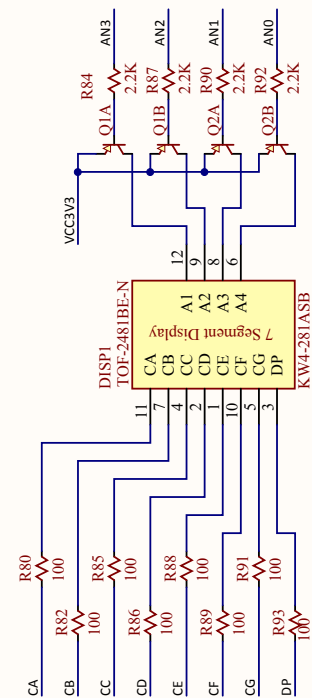 AN3
AN2
AN1
AN0
R84
2.2K
R87
2.2K
R90
2.2K
R92
2.2K
Q1A
Q1B
Q2A
Q2B
VCC3V3
12
9
8
6
DISP1
TOF-2481BE-N
A1
A2
A3
A4
7 Segment Display
CA
CB
CC
CD
CE
CF
CG
DP
KW4-281ASB
11
7
4
2
1
10
5
3
R80
100
R85
100
R88
100
R91
100
R82
100
R86
100
R89
100
R93
100
CA
CB
CC
CD
CE
CF
CG
DP